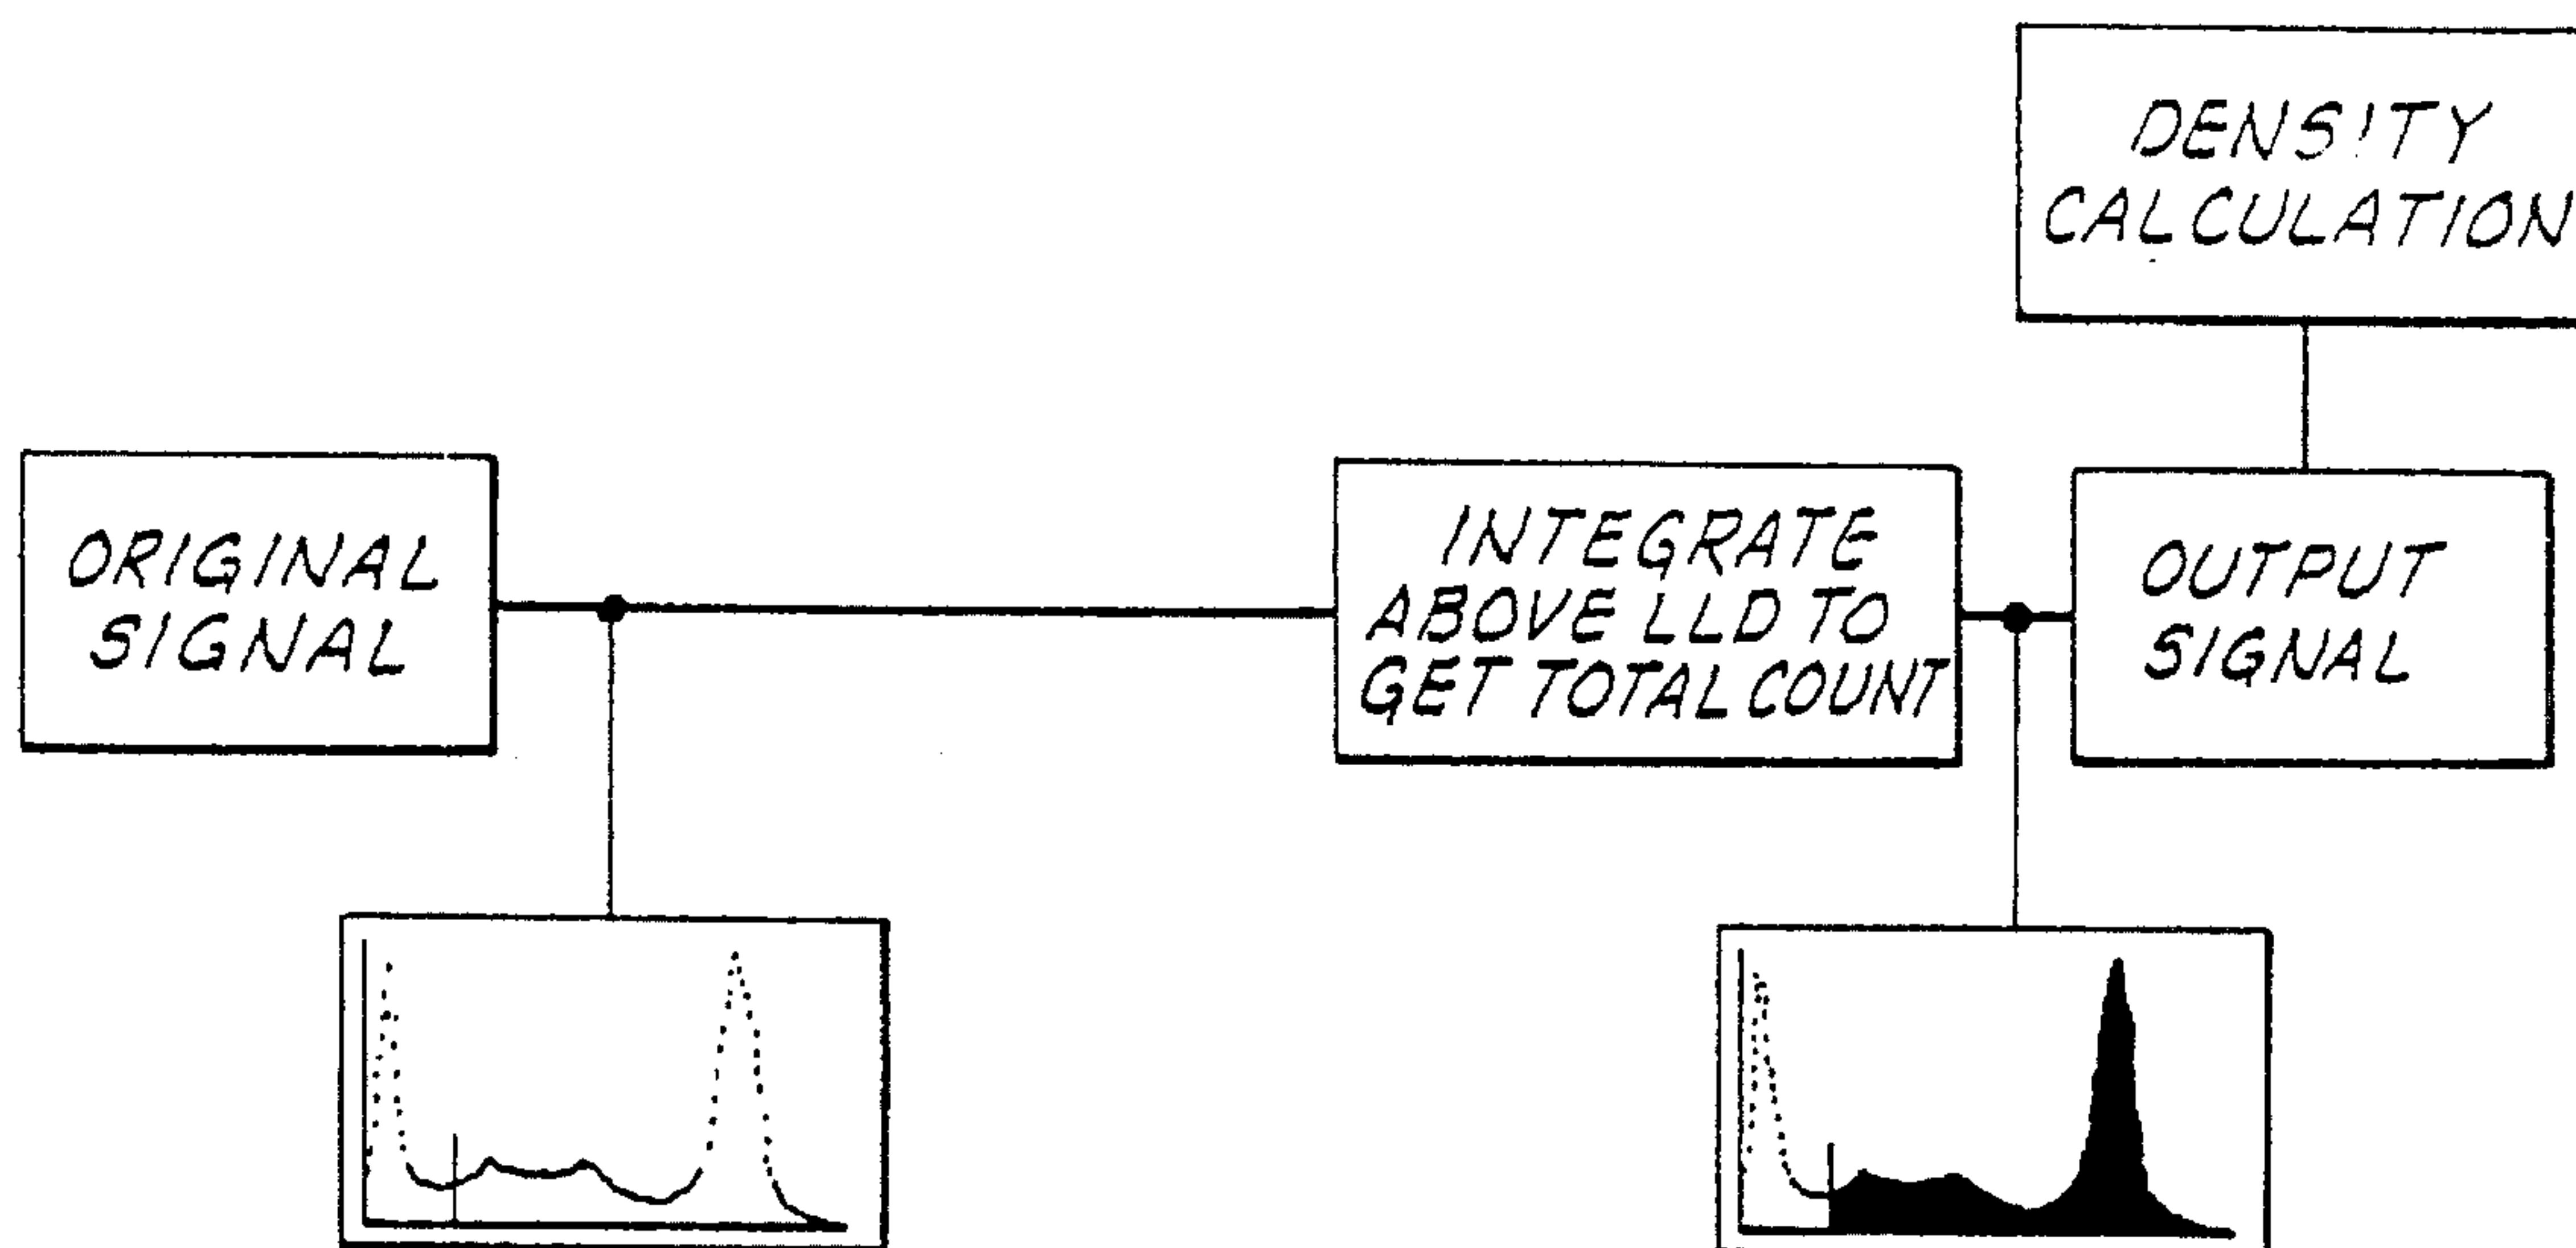 DENSITY
CALCULATION
ORIGINAL
SIGNAL
INTEGRATE
ABOVE LLD TO
GET TOTAL COUNT
OUTPUT
SIGNAL